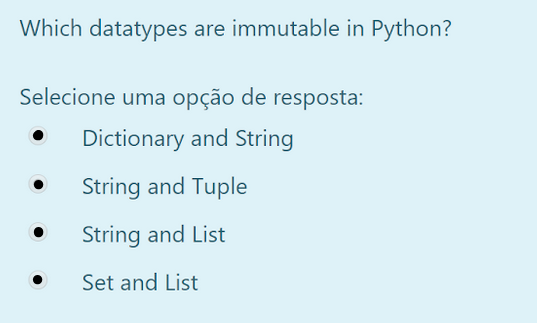 Which datatypes are immutable in Python?
Selecione uma opção de resposta:
Dictionary and String
String and Tuple
String and List
Set and List